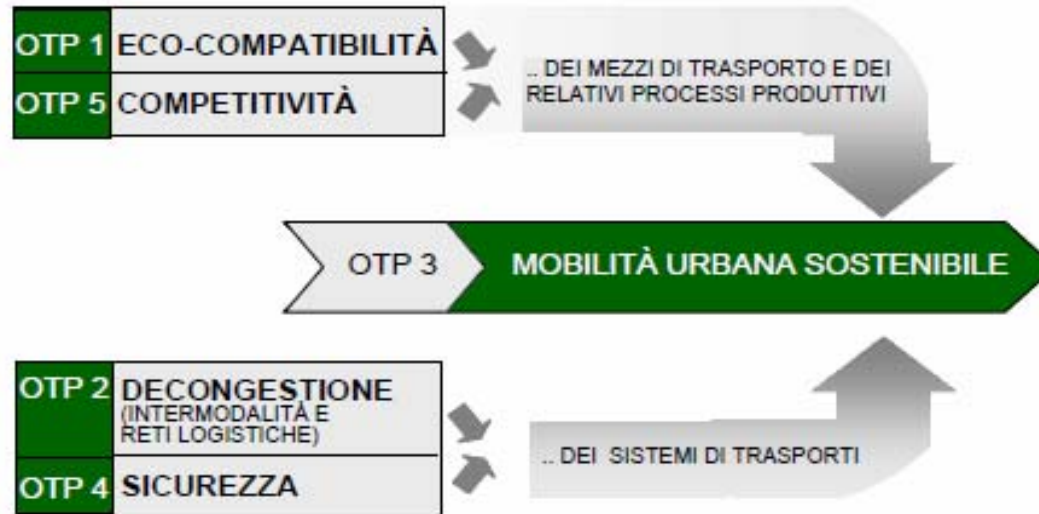 OTP 1 ECO-COMPATIBILITÀ
OTP 5 COMPETITIVITÀ
.. DEI MEZZI DI TRASPORTO E DEI
RELATIVI PROCESSI PRODUTTIVI
OTP 3 MOBILITÀ URBANA SOSTENIBILE
OTP 2 DECONGESTIONE
(INTERMODALITÀ E
RETI LOGISTICHE)
OTP 4 SICUREZZA
.. DEI SISTEMI DI TRASPORTI